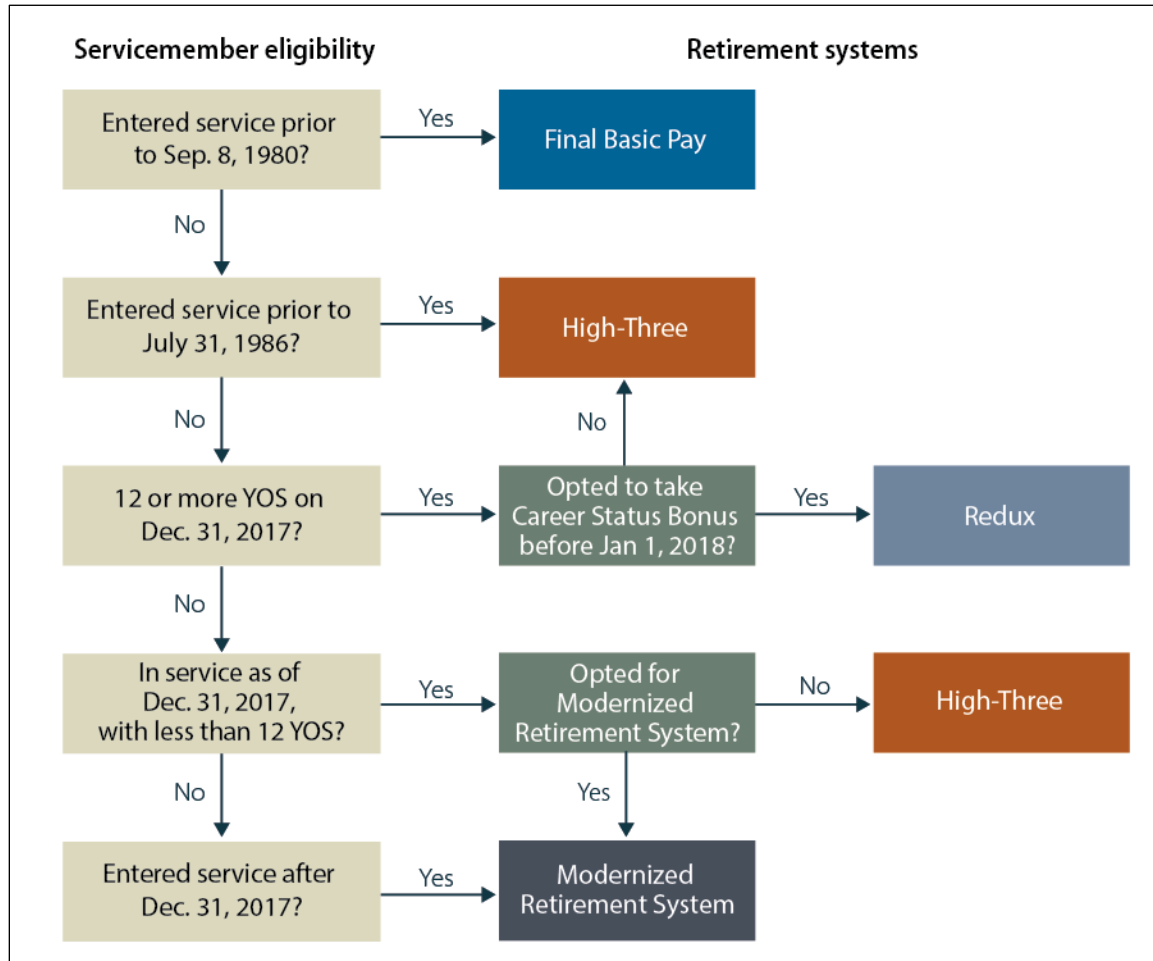 Servicemember eligibility
Retirement systems
Entered service prior
to Sep. 8, 1980?
Yes
Final Basic Pay
No
Entered service prior to
July 31, 1986?
Yes
High-Three
No
No
12 or more YOS on
Dec. 31, 2017?
Yes
Opted to take
Career Status Bonus
before Jan 1, 2018?
Yes
Redux
No
In service as of
Dec. 31, 2017,
with less than 12 YOS?
Yes
Opted for
Modernized
Retirement System?
No
High-Three
No
Yes
Entered service after
Dec. 31, 2017?
Yes
Modernized
Retirement System